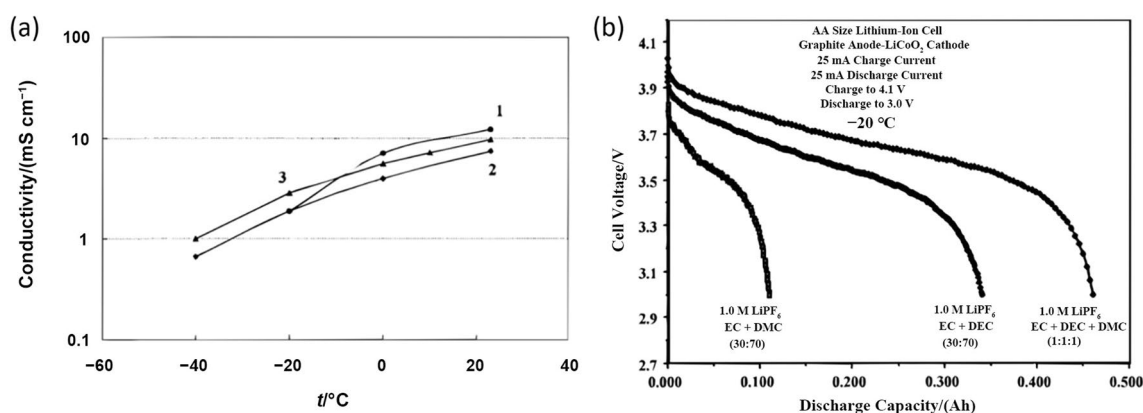 (a)
100
10
1
0.1
Conductivity/(mS cm⁻¹)
−60
−40
−20
0
20
40
t/°C
1
2
3
(b)
4.1
3.9
3.7
3.5
3.3
3.1
2.9
2.7
Cell Voltage/V
AA Size Lithium-Ion Cell
Graphite Anode-LiCoO₂ Cathode
25 mA Charge Current
25 mA Discharge Current
Charge to 4.1 V
Discharge to 3.0 V
−20 °C
1.0 M LiPF₆
EC + DMC
(30:70)
1.0 M LiPF₆
EC + DEC
(30:70)
1.0 M LiPF₆
EC + DEC + DMC
(1:1:1)
0.000
0.100
0.200
0.300
0.400
0.500
Discharge Capacity/(Ah)